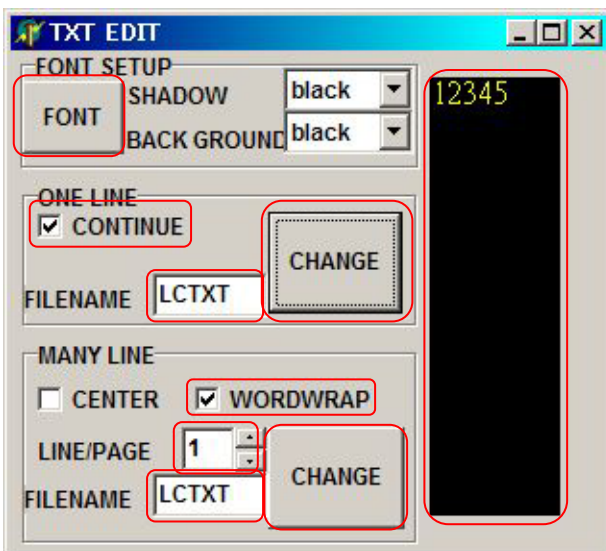 TXT EDIT
FONT SETUP
FONT
SHADOW black
BACK GROUND black
12345
ONE LINE
CONTINUE
CHANGE
FILENAME LCTXT
MANY LINE
CENTER WORDWRAP
LINE/PAGE 1
CHANGE
FILENAME LCTXT